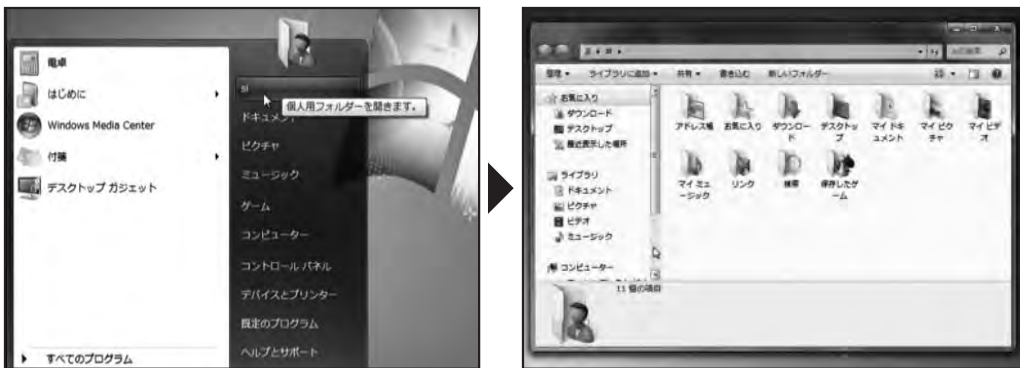 電卓
はじめに
Windows Media Center
付箋
デスクトップ ガジェット
すべてのプログラム
sl
個人用フォルダーを開きます。
ドキュメント
ピクチャ
ミュージック
ゲーム
コンピューター
コントロール パネル
デバイスとプリンター
既定のプログラム
ヘルプとサポート
整理
ライブラリに追加
共有
書き込む
新しいフォルダー
お気に入り
ダウンロード
デスクトップ
最近表示した場所
ライブラリ
ドキュメント
ピクチャ
ビデオ
ミュージック
コンピューター
アドレス帳
お気に入り
ダウンロー
ド
デスクトッ
プ
マイ ドキ
ュメント
マイ ピク
チャ
マイ ビデ
オ
マイ ミュ
ージック
リンク
検索
保存したゲ
ーム
11 個の項目